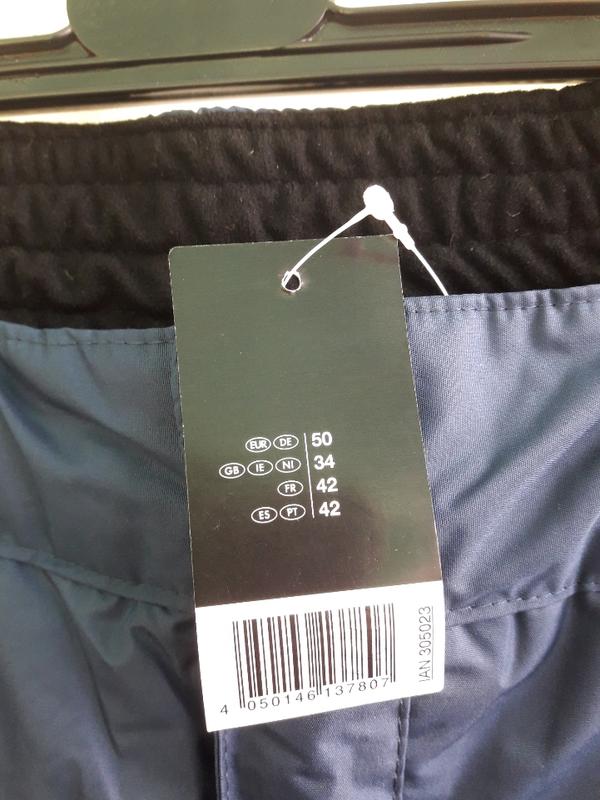 EUR DE 50
GB IE NI 34
FR 42
ES PT 42
4 050146 137807
IAN 305023